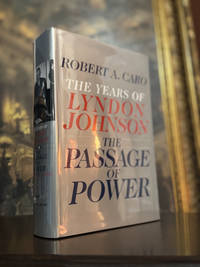 ROBERT A. CARO
THE YEARS OF
LYNDON
JOHNSON
THE
PASSAGE
OF
POWER